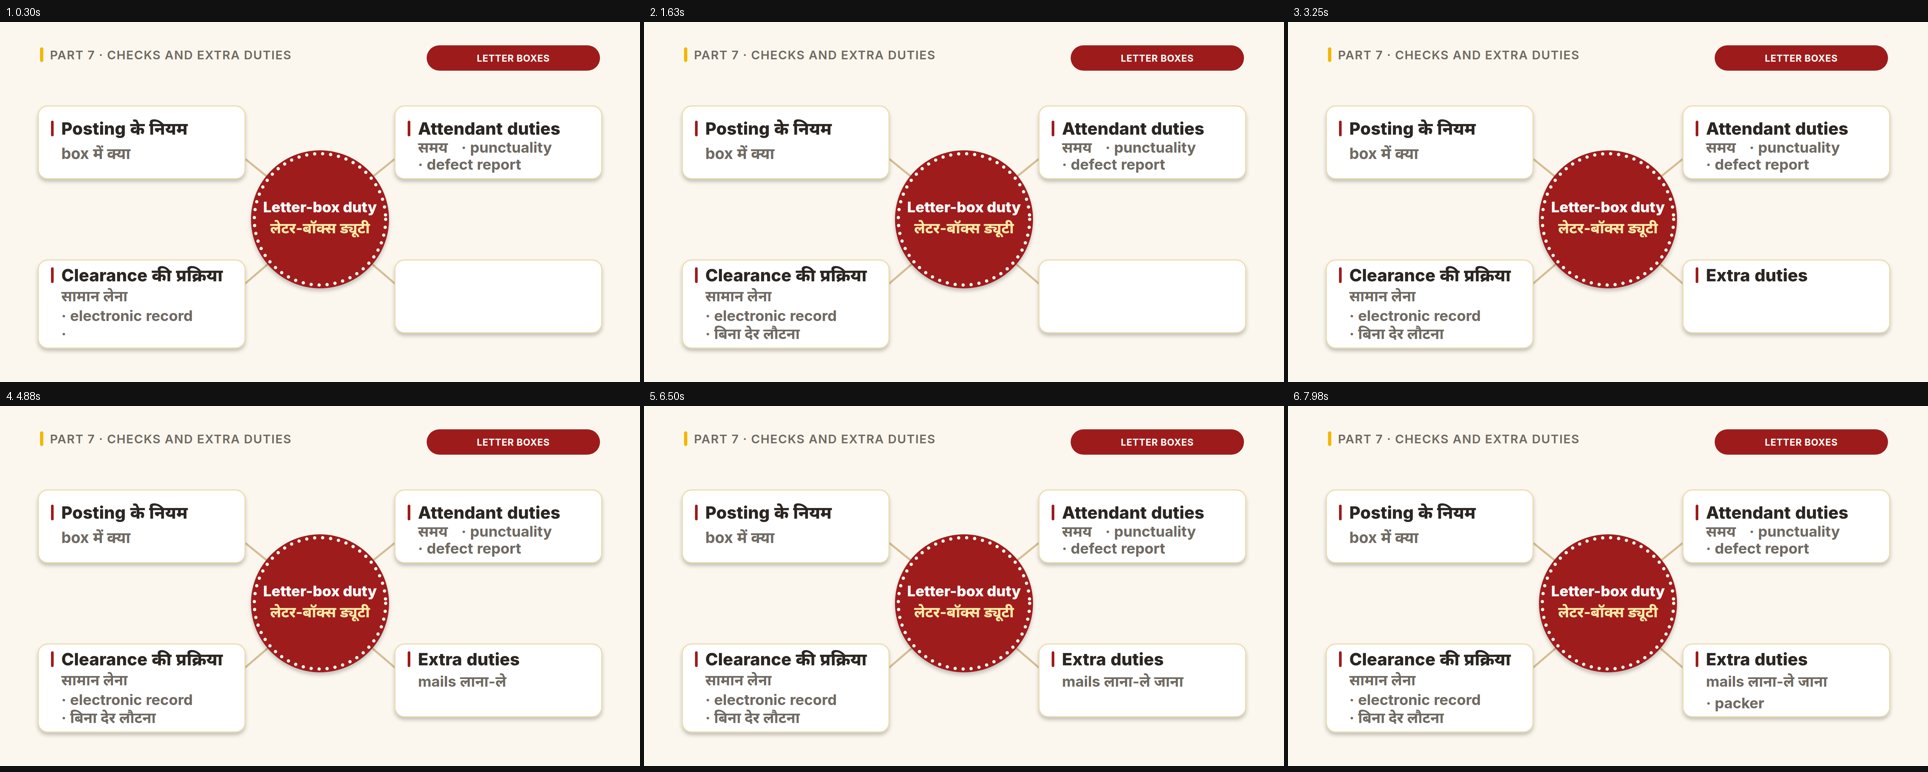 1. 0.30s
PART 7 · CHECKS AND EXTRA DUTIES
LETTER BOXES
Posting के नियम
box में क्या
Attendant duties
समय · punctuality
· defect report
Letter-box duty
लेटर-बॉक्स ड्यूटी
Clearance की प्रक्रिया
सामान लेना
· electronic record
·
2. 1.63s
PART 7 · CHECKS AND EXTRA DUTIES
LETTER BOXES
Posting के नियम
box में क्या
Attendant duties
समय · punctuality
· defect report
Letter-box duty
लेटर-बॉक्स ड्यूटी
Clearance की प्रक्रिया
सामान लेना
· electronic record
· बिना देर लौटना
3. 3.25s
PART 7 · CHECKS AND EXTRA DUTIES
LETTER BOXES
Posting के नियम
box में क्या
Attendant duties
समय · punctuality
· defect report
Letter-box duty
लेटर-बॉक्स ड्यूटी
Clearance की प्रक्रिया
सामान लेना
· electronic record
· बिना देर लौटना
Extra duties
4. 4.88s
PART 7 · CHECKS AND EXTRA DUTIES
LETTER BOXES
Posting के नियम
box में क्या
Attendant duties
समय · punctuality
· defect report
Letter-box duty
लेटर-बॉक्स ड्यूटी
Clearance की प्रक्रिया
सामान लेना
· electronic record
· बिना देर लौटना
Extra duties
mails लाना-ले
5. 6.50s
PART 7 · CHECKS AND EXTRA DUTIES
LETTER BOXES
Posting के नियम
box में क्या
Attendant duties
समय · punctuality
· defect report
Letter-box duty
लेटर-बॉक्स ड्यूटी
Clearance की प्रक्रिया
सामान लेना
· electronic record
· बिना देर लौटना
Extra duties
mails लाना-ले जाना
6. 7.98s
PART 7 · CHECKS AND EXTRA DUTIES
LETTER BOXES
Posting के नियम
box में क्या
Attendant duties
समय · punctuality
· defect report
Letter-box duty
लेटर-बॉक्स ड्यूटी
Clearance की प्रक्रिया
सामान लेना
· electronic record
· बिना देर लौटना
Extra duties
mails लाना-ले जाना
· packer